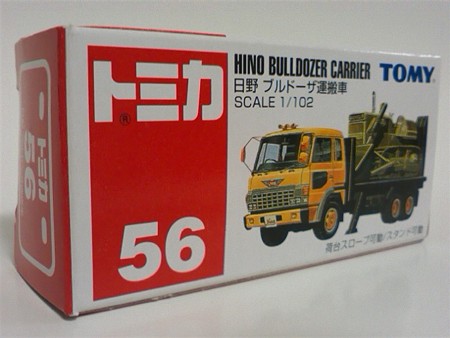 トミカ
56
トミカ
®
56
HINO BULLDOZER CARRIER
TOMY
日野 ブルドーザ運搬車
SCALE 1/102
荷台スロープ可動/スタンド可動